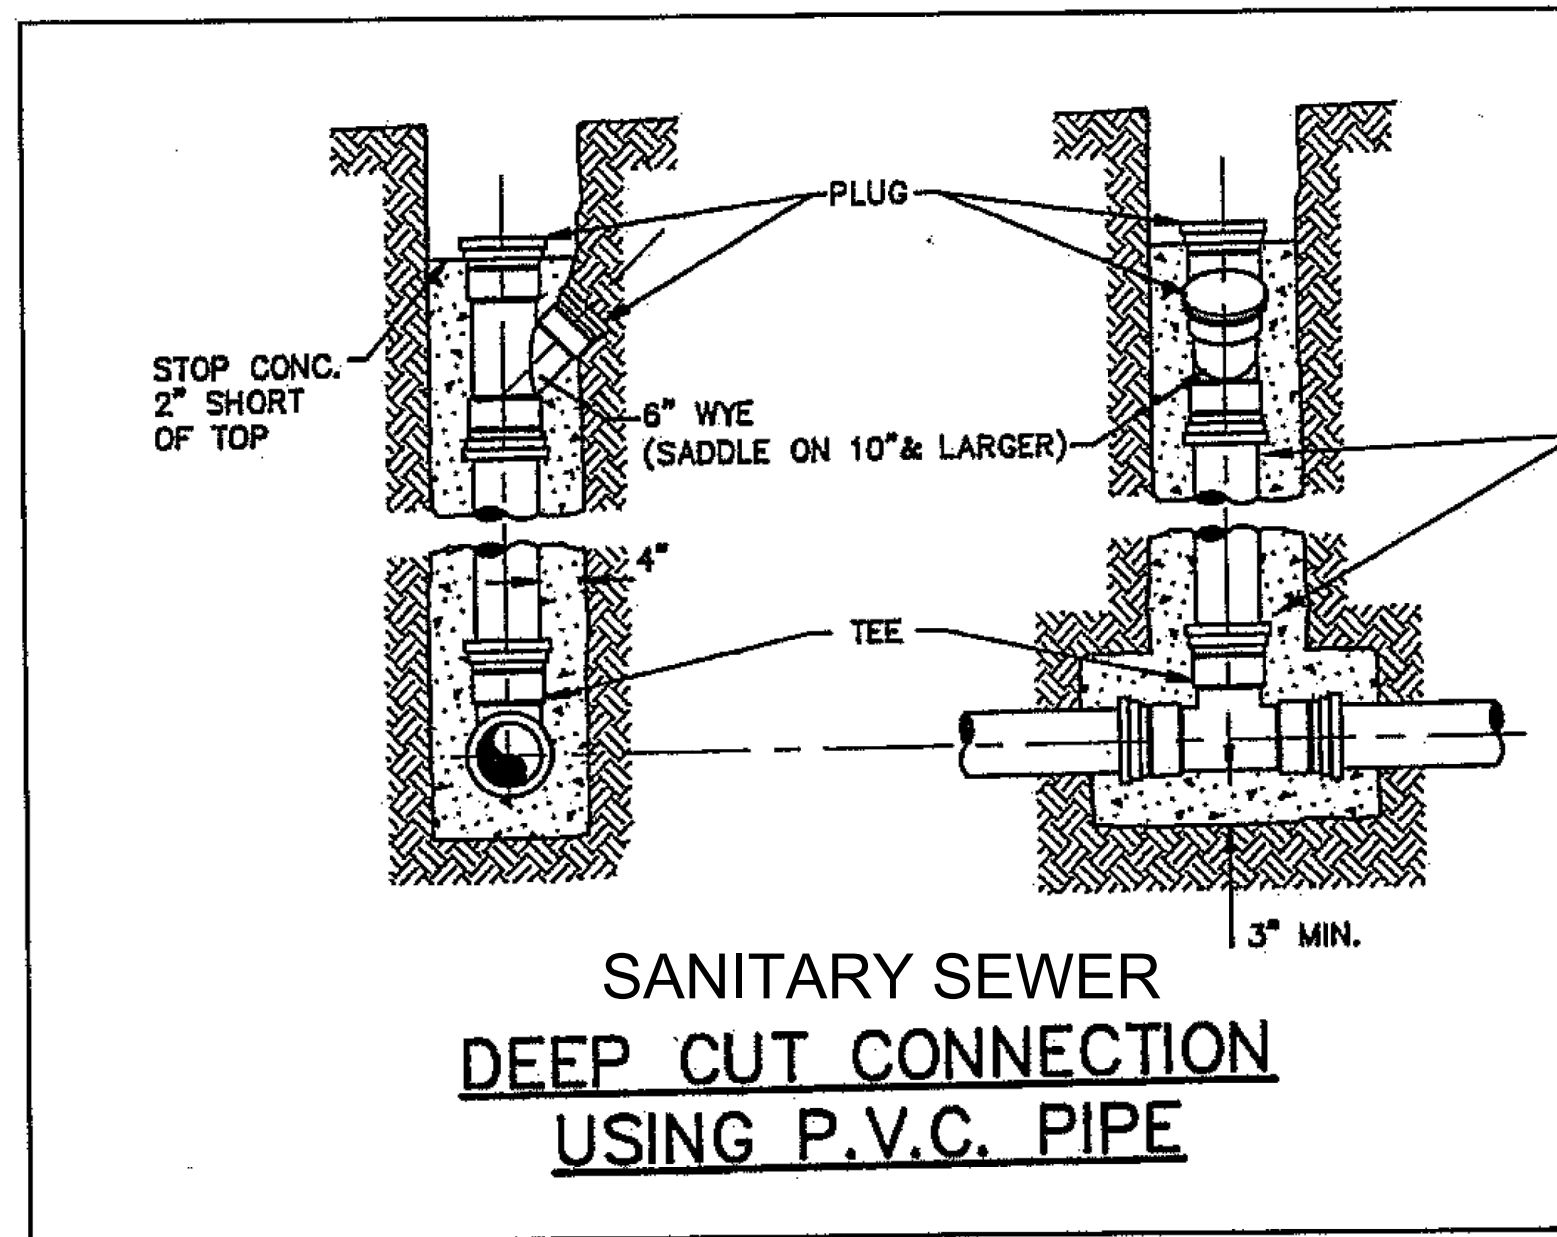 PLUG
STOP CONC.
2" SHORT
OF TOP
6" WYE
(SADDLE ON 10"& LARGER)
4"
TEE
3" MIN.
SANITARY SEWER
DEEP CUT CONNECTION
USING P.V.C. PIPE